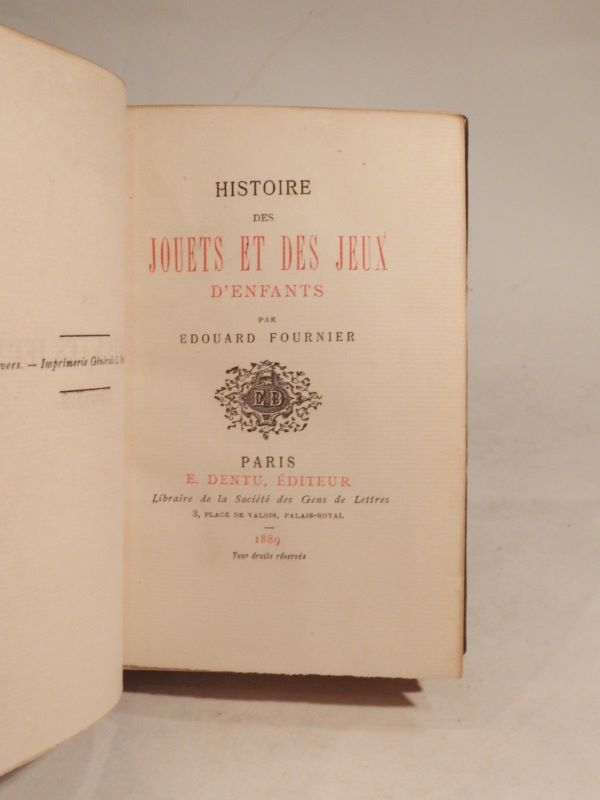 vers. — Imprimerie Générale
HISTOIRE
DES
JOUETS ET DES JEUX
D'ENFANTS
PAR
EDOUARD FOURNIER
PARIS
E. DENTU, ÉDITEUR
Libraire de la Société des Gens de Lettres
3, PLACE DE VALOIS, PALAIS-ROYAL
1889
Tous droits réservés